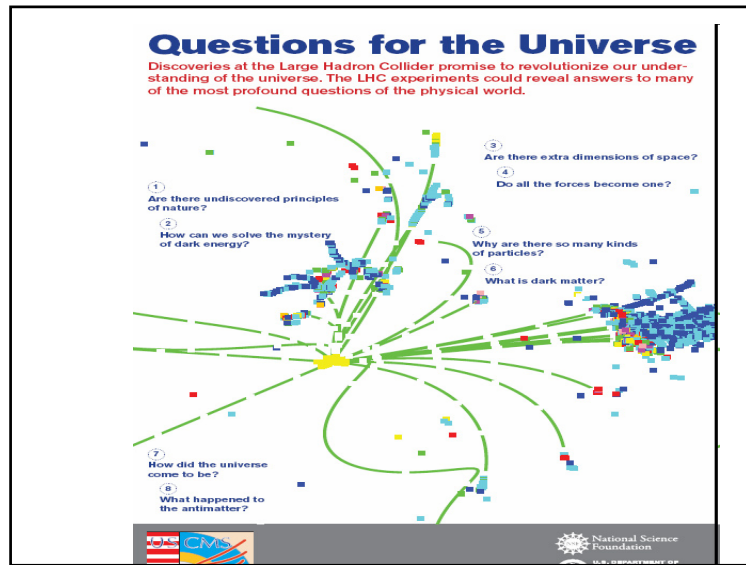 Questions for the Universe
Discoveries at the Large Hadron Collider promise to revolutionize our under-
standing of the universe. The LHC experiments could reveal answers to many
of the most profound questions of the physical world.
1
Are there undiscovered principles
of nature?
2
How can we solve the mystery
of dark energy?
3
Are there extra dimensions of space?
4
Do all the forces become one?
5
Why are there so many kinds
of particles?
6
What is dark matter?
7
How did the universe
come to be?
8
What happened to
the antimatter?
US CMS
National Science
Foundation
U.S. DEPARTMENT OF